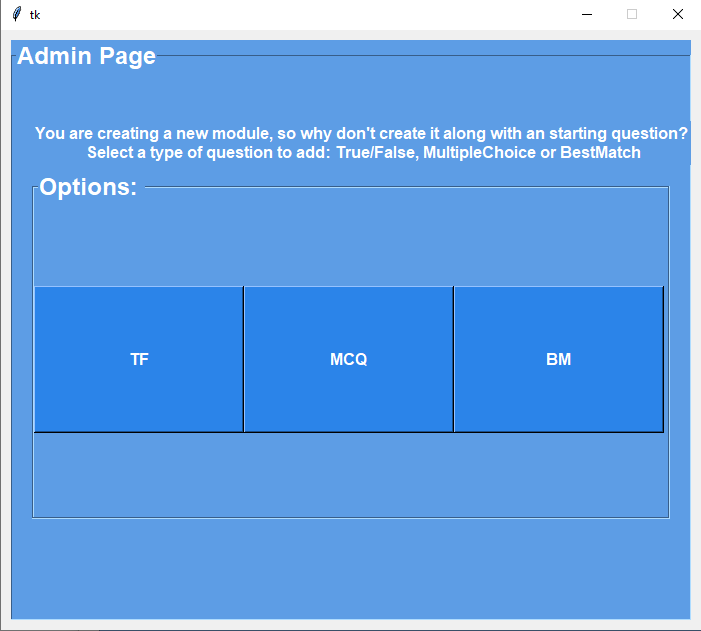 tk
Admin Page
You are creating a new module, so why don't create it along with an starting question?
Select a type of question to add: True/False, MultipleChoice or BestMatch
Options:
TF
MCQ
BM